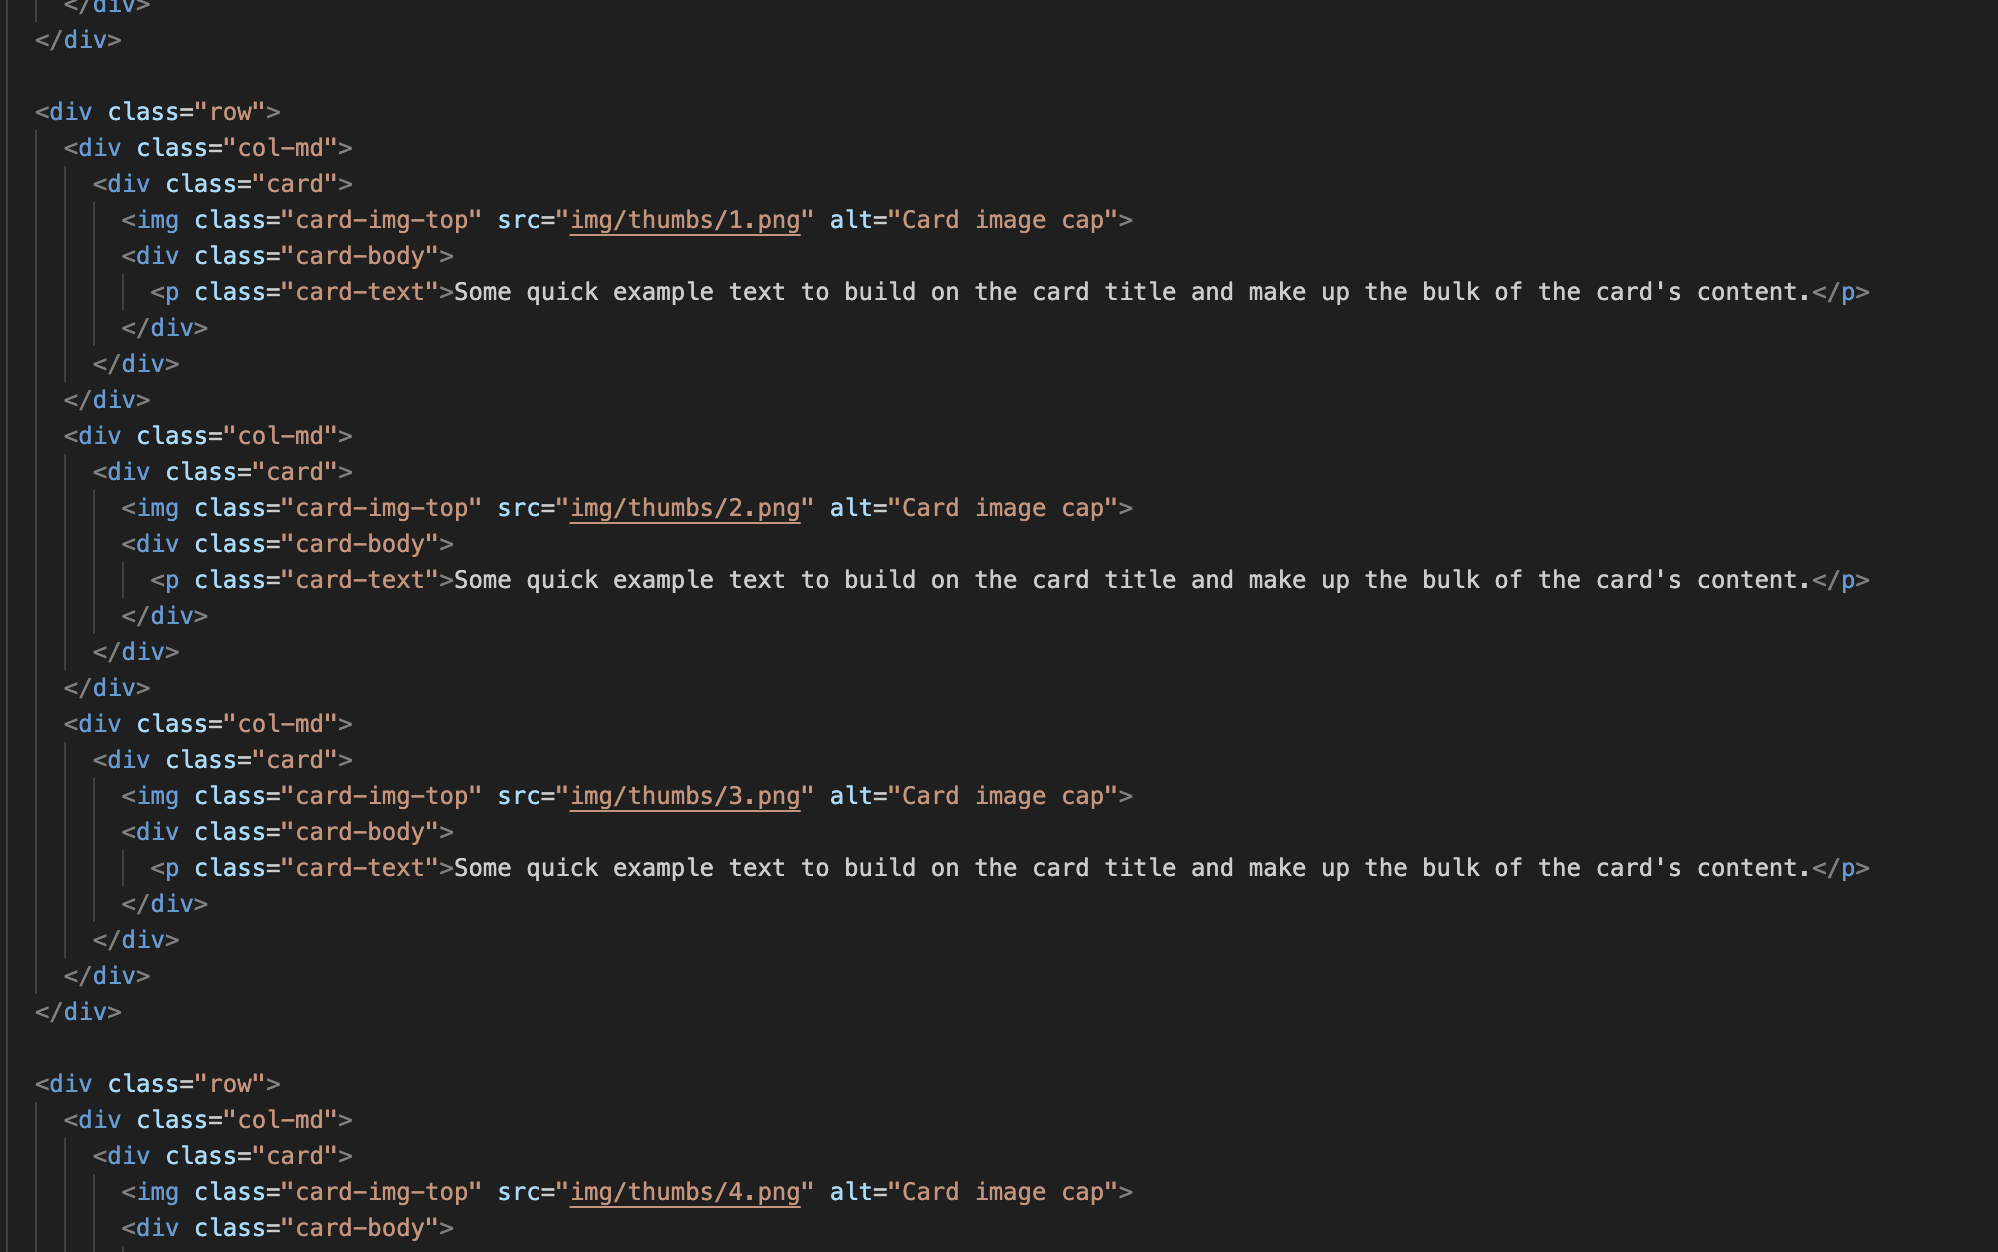 </div>
</div>
<div class="row">
<div class="col-md">
<div class="card">
<img class="card-img-top" src="img/thumbs/1.png" alt="Card image cap">
<div class="card-body">
<p class="card-text">Some quick example text to build on the card title and make up the bulk of the card's content.</p>
</div>
</div>
</div>
<div class="col-md">
<div class="card">
<img class="card-img-top" src="img/thumbs/2.png" alt="Card image cap">
<div class="card-body">
<p class="card-text">Some quick example text to build on the card title and make up the bulk of the card's content.</p>
</div>
</div>
</div>
<div class="col-md">
<div class="card">
<img class="card-img-top" src="img/thumbs/3.png" alt="Card image cap">
<div class="card-body">
<p class="card-text">Some quick example text to build on the card title and make up the bulk of the card's content.</p>
</div>
</div>
</div>
</div>
<div class="row">
<div class="col-md">
<div class="card">
<img class="card-img-top" src="img/thumbs/4.png" alt="Card image cap">
<div class="card-body">